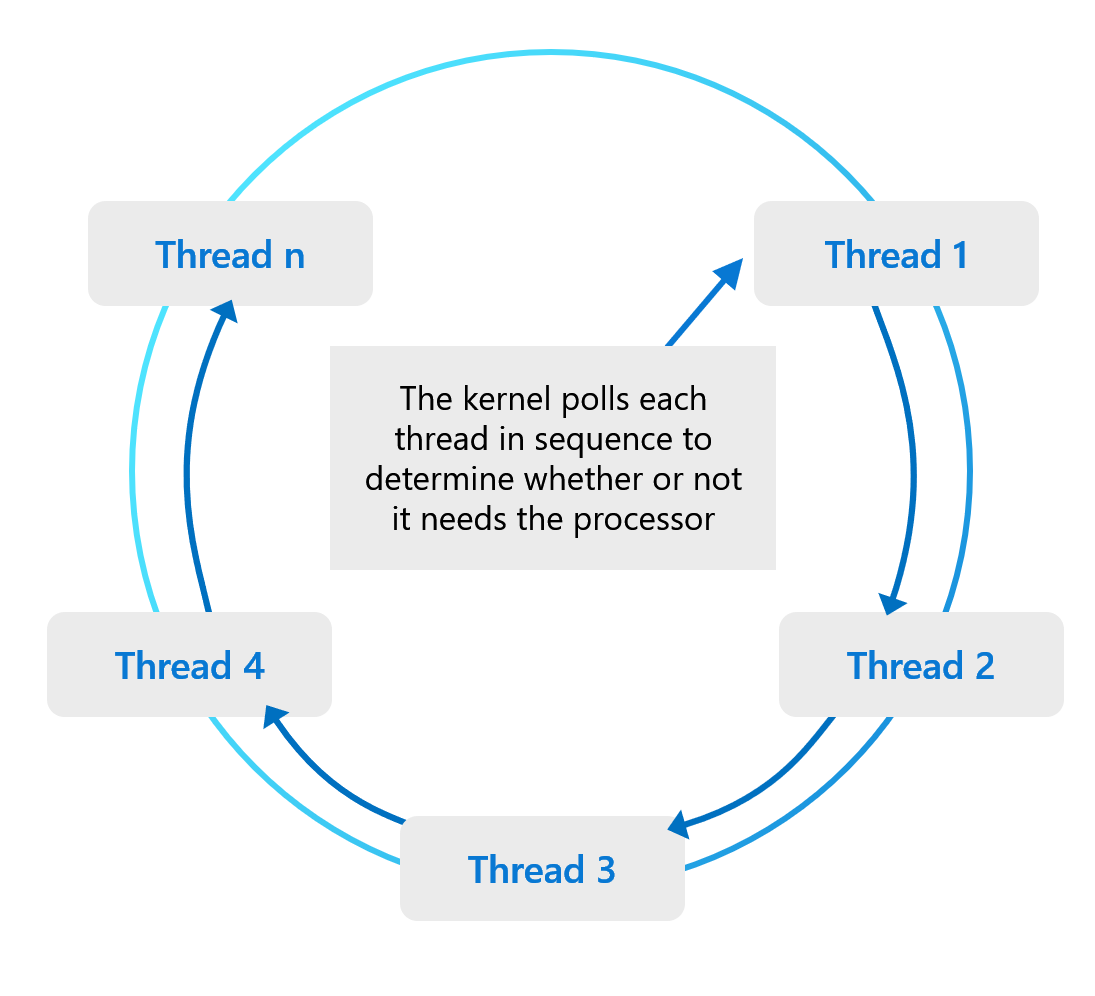 Thread n
Thread 1
The kernel polls each
thread in sequence to
determine whether or not
it needs the processor
Thread 4
Thread 2
Thread 3